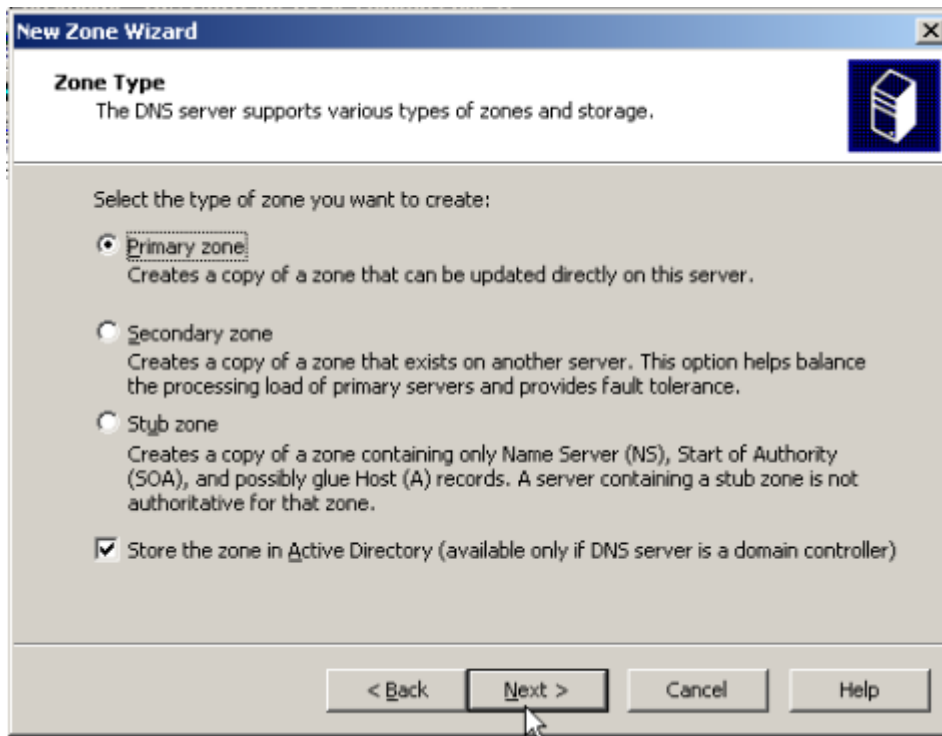 New Zone Wizard
Zone Type
The DNS server supports various types of zones and storage.
Select the type of zone you want to create:
Primary zone
Creates a copy of a zone that can be updated directly on this server.
Secondary zone
Creates a copy of a zone that exists on another server. This option helps balance
the processing load of primary servers and provides fault tolerance.
Stub zone
Creates a copy of a zone containing only Name Server (NS), Start of Authority
(SOA), and possibly glue Host (A) records. A server containing a stub zone is not
authoritative for that zone.
Store the zone in Active Directory (available only if DNS server is a domain controller)
< Back Next > Cancel Help